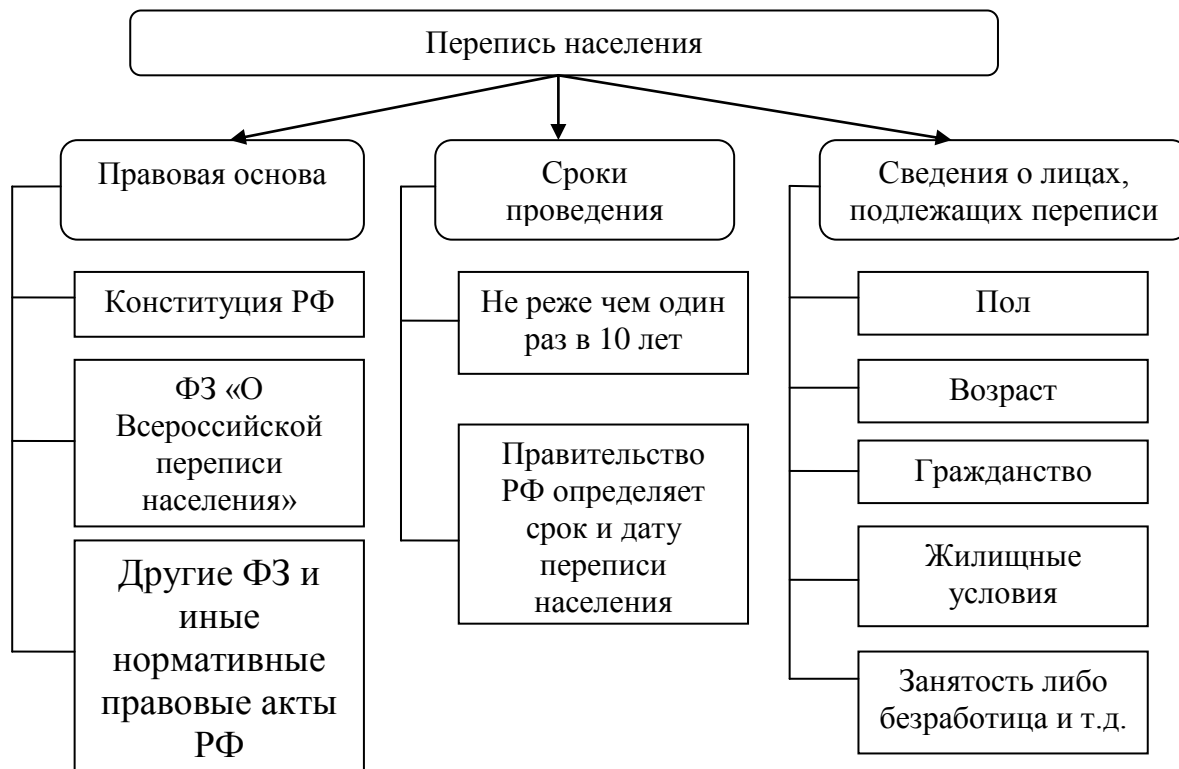 Перепись населения
Правовая основа
Конституция РФ
ФЗ «О
Всероссийской
переписи
населения»
Другие ФЗ и
иные
нормативные
правовые акты
РФ
Сроки
проведения
Не реже чем один
раз в 10 лет
Правительство
РФ определяет
срок и дату
переписи
населения
Сведения о лицах,
подлежащих переписи
Пол
Возраст
Гражданство
Жилищные
условия
Занятость либо
безработица и т.д.